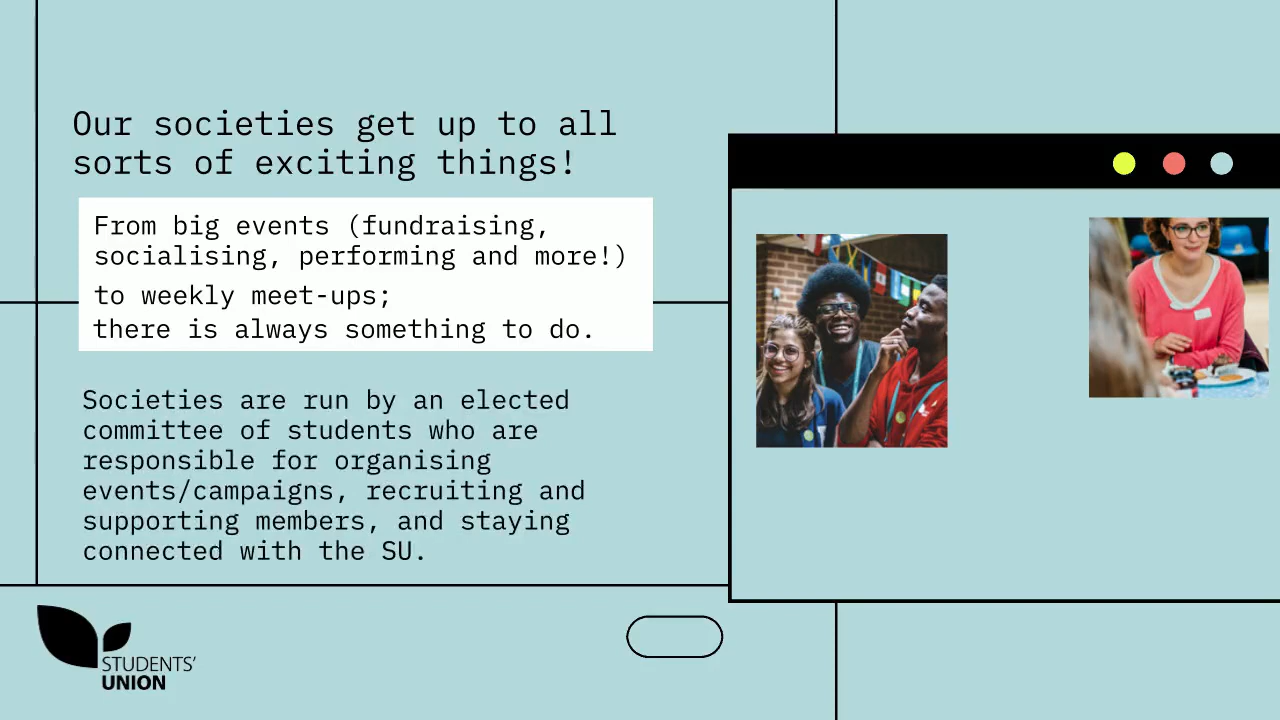 Our societies get up to all
sorts of exciting things!
From big events (fundraising,
socialising, performing and more!)
to weekly meet-ups;
there is always something to do.
Societies are run by an elected
committee of students who are
responsible for organising
events/campaigns, recruiting and
supporting members, and staying
connected with the SU.
STUDENTS'
UNION